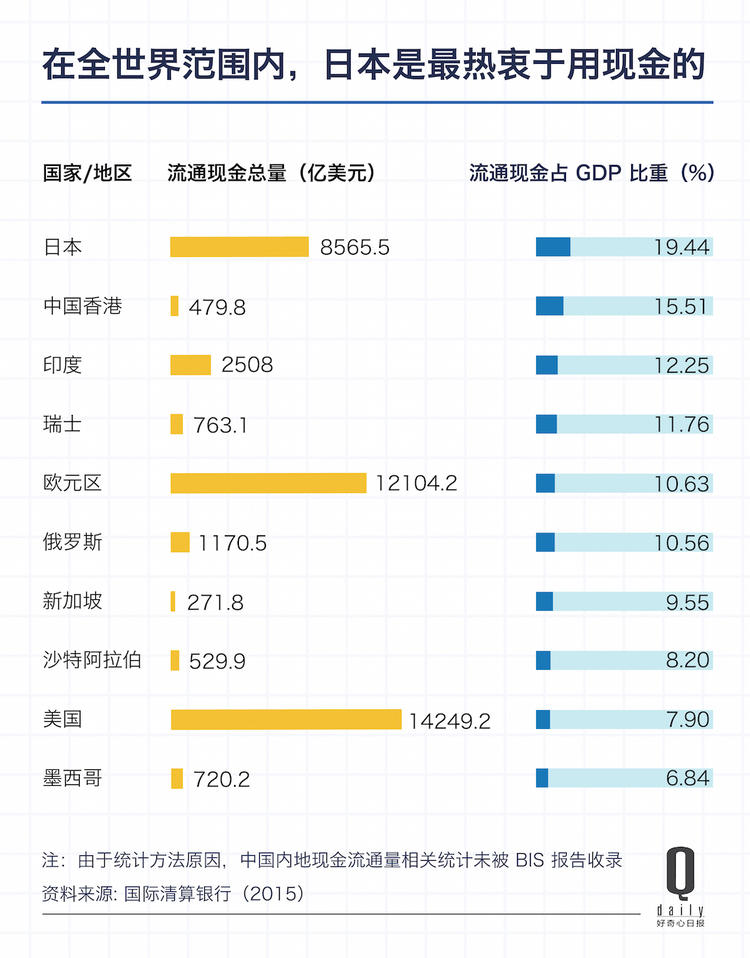 在全世界范围内，日本是最热衷于用现金的
国家/地区 流通现金总量（亿美元） 流通现金占 GDP 比重（%）
日本 8565.5 19.44
中国香港 479.8 15.51
印度 2508 12.25
瑞士 763.1 11.76
欧元区 12104.2 10.63
俄罗斯 1170.5 10.56
新加坡 271.8 9.55
沙特阿拉伯 529.9 8.20
美国 14249.2 7.90
墨西哥 720.2 6.84
注：由于统计方法原因，中国内地现金流通量相关统计未被 BIS 报告收录
资料来源: 国际清算银行（2015）
Q
daily
好奇心日报